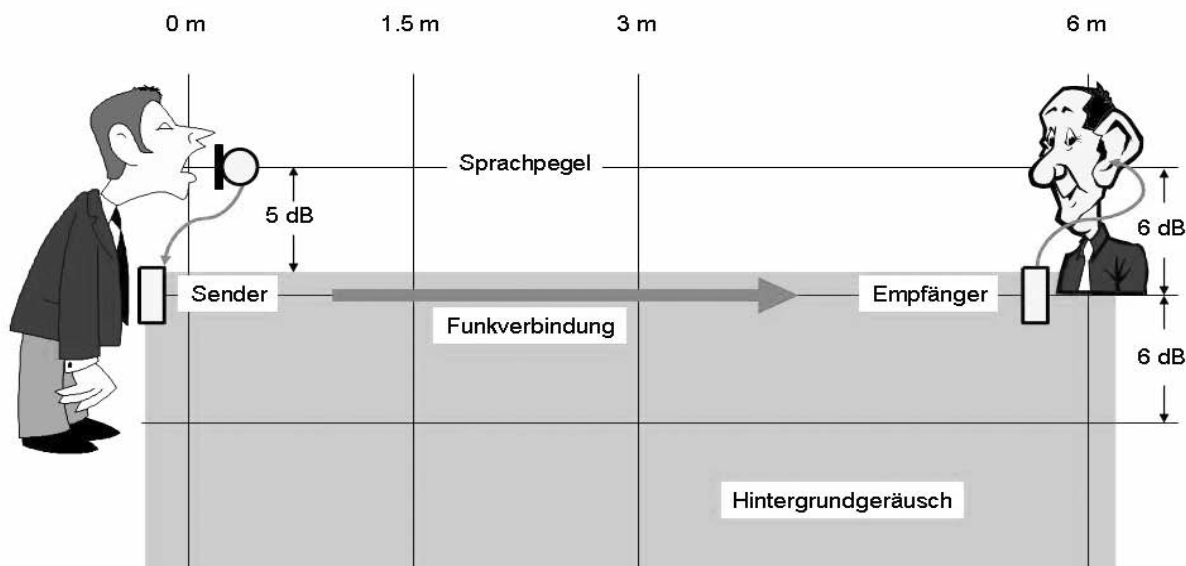 0 m
1.5 m
3 m
6 m
Sprachpegel
5 dB
6 dB
Sender
Empfänger
Funkverbindung
6 dB
Hintergrundgeräusch